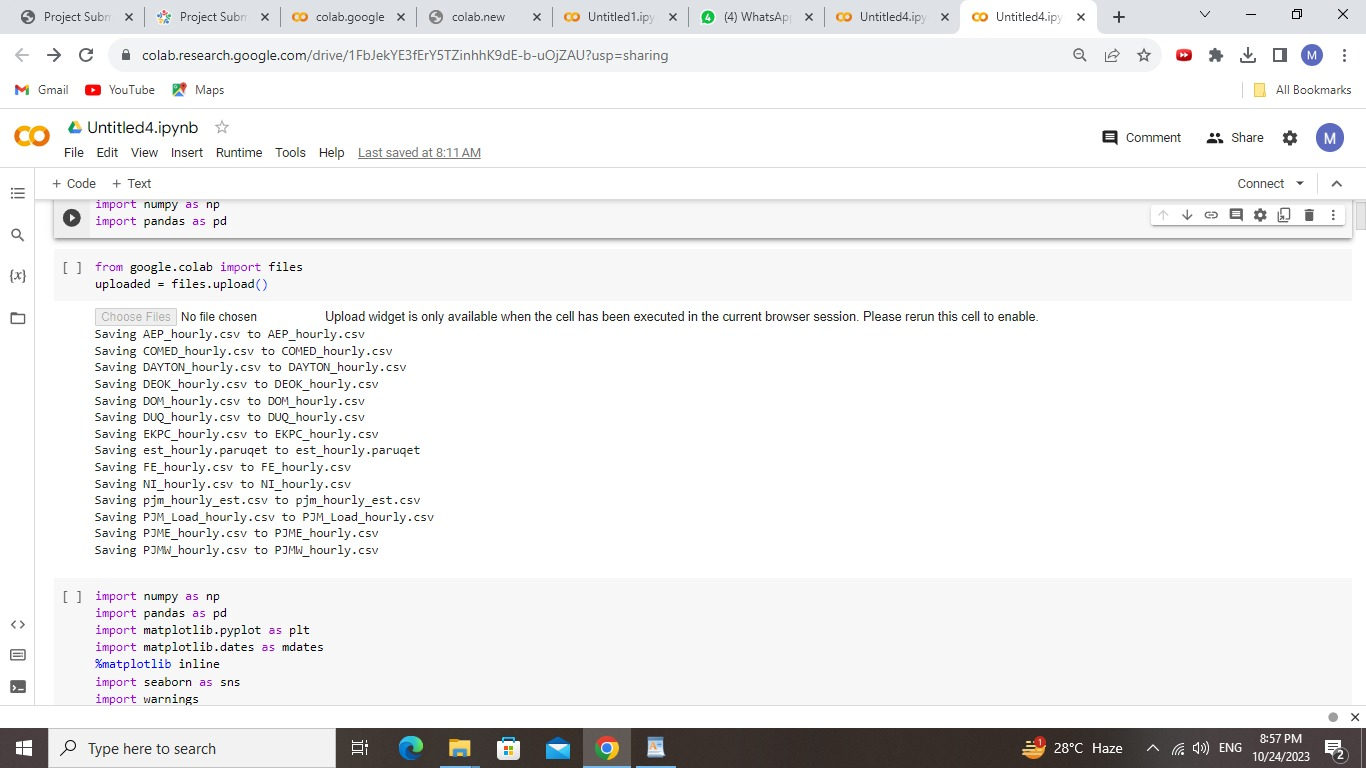 Project Subm
Project Subm
colab.google
colab.new
Untitled1.ipy
(4) WhatsAp
Untitled4.ipy
Untitled4.ipy
colab.research.google.com/drive/1FbJekYE3fErY5TZinhhK9dE-b-uOjZAU?usp=sharing
M
Gmail YouTube Maps All Bookmarks
Untitled4.ipynb
File Edit View Insert Runtime Tools Help Last saved at 8:11 AM
Comment Share M
+ Code + Text Connect
import numpy as np
import pandas as pd
[ ] from google.colab import files
uploaded = files.upload()
Choose Files No file chosen Upload widget is only available when the cell has been executed in the current browser session. Please rerun this cell to enable.
Saving AEP_hourly.csv to AEP_hourly.csv
Saving COMED_hourly.csv to COMED_hourly.csv
Saving DAYTON_hourly.csv to DAYTON_hourly.csv
Saving DEOK_hourly.csv to DEOK_hourly.csv
Saving DOM_hourly.csv to DOM_hourly.csv
Saving DUQ_hourly.csv to DUQ_hourly.csv
Saving EKPC_hourly.csv to EKPC_hourly.csv
Saving est_hourly.paruqet to est_hourly.paruqet
Saving FE_hourly.csv to FE_hourly.csv
Saving NI_hourly.csv to NI_hourly.csv
Saving pjm_hourly_est.csv to pjm_hourly_est.csv
Saving PJM_Load_hourly.csv to PJM_Load_hourly.csv
Saving PJME_hourly.csv to PJME_hourly.csv
Saving PJMW_hourly.csv to PJMW_hourly.csv
[ ] import numpy as np
import pandas as pd
import matplotlib.pyplot as plt
import matplotlib.dates as mdates
%matplotlib inline
import seaborn as sns
import warnings
{x}
Type here to search
1
28°C Haze
ENG
8:57 PM
10/24/2023
2